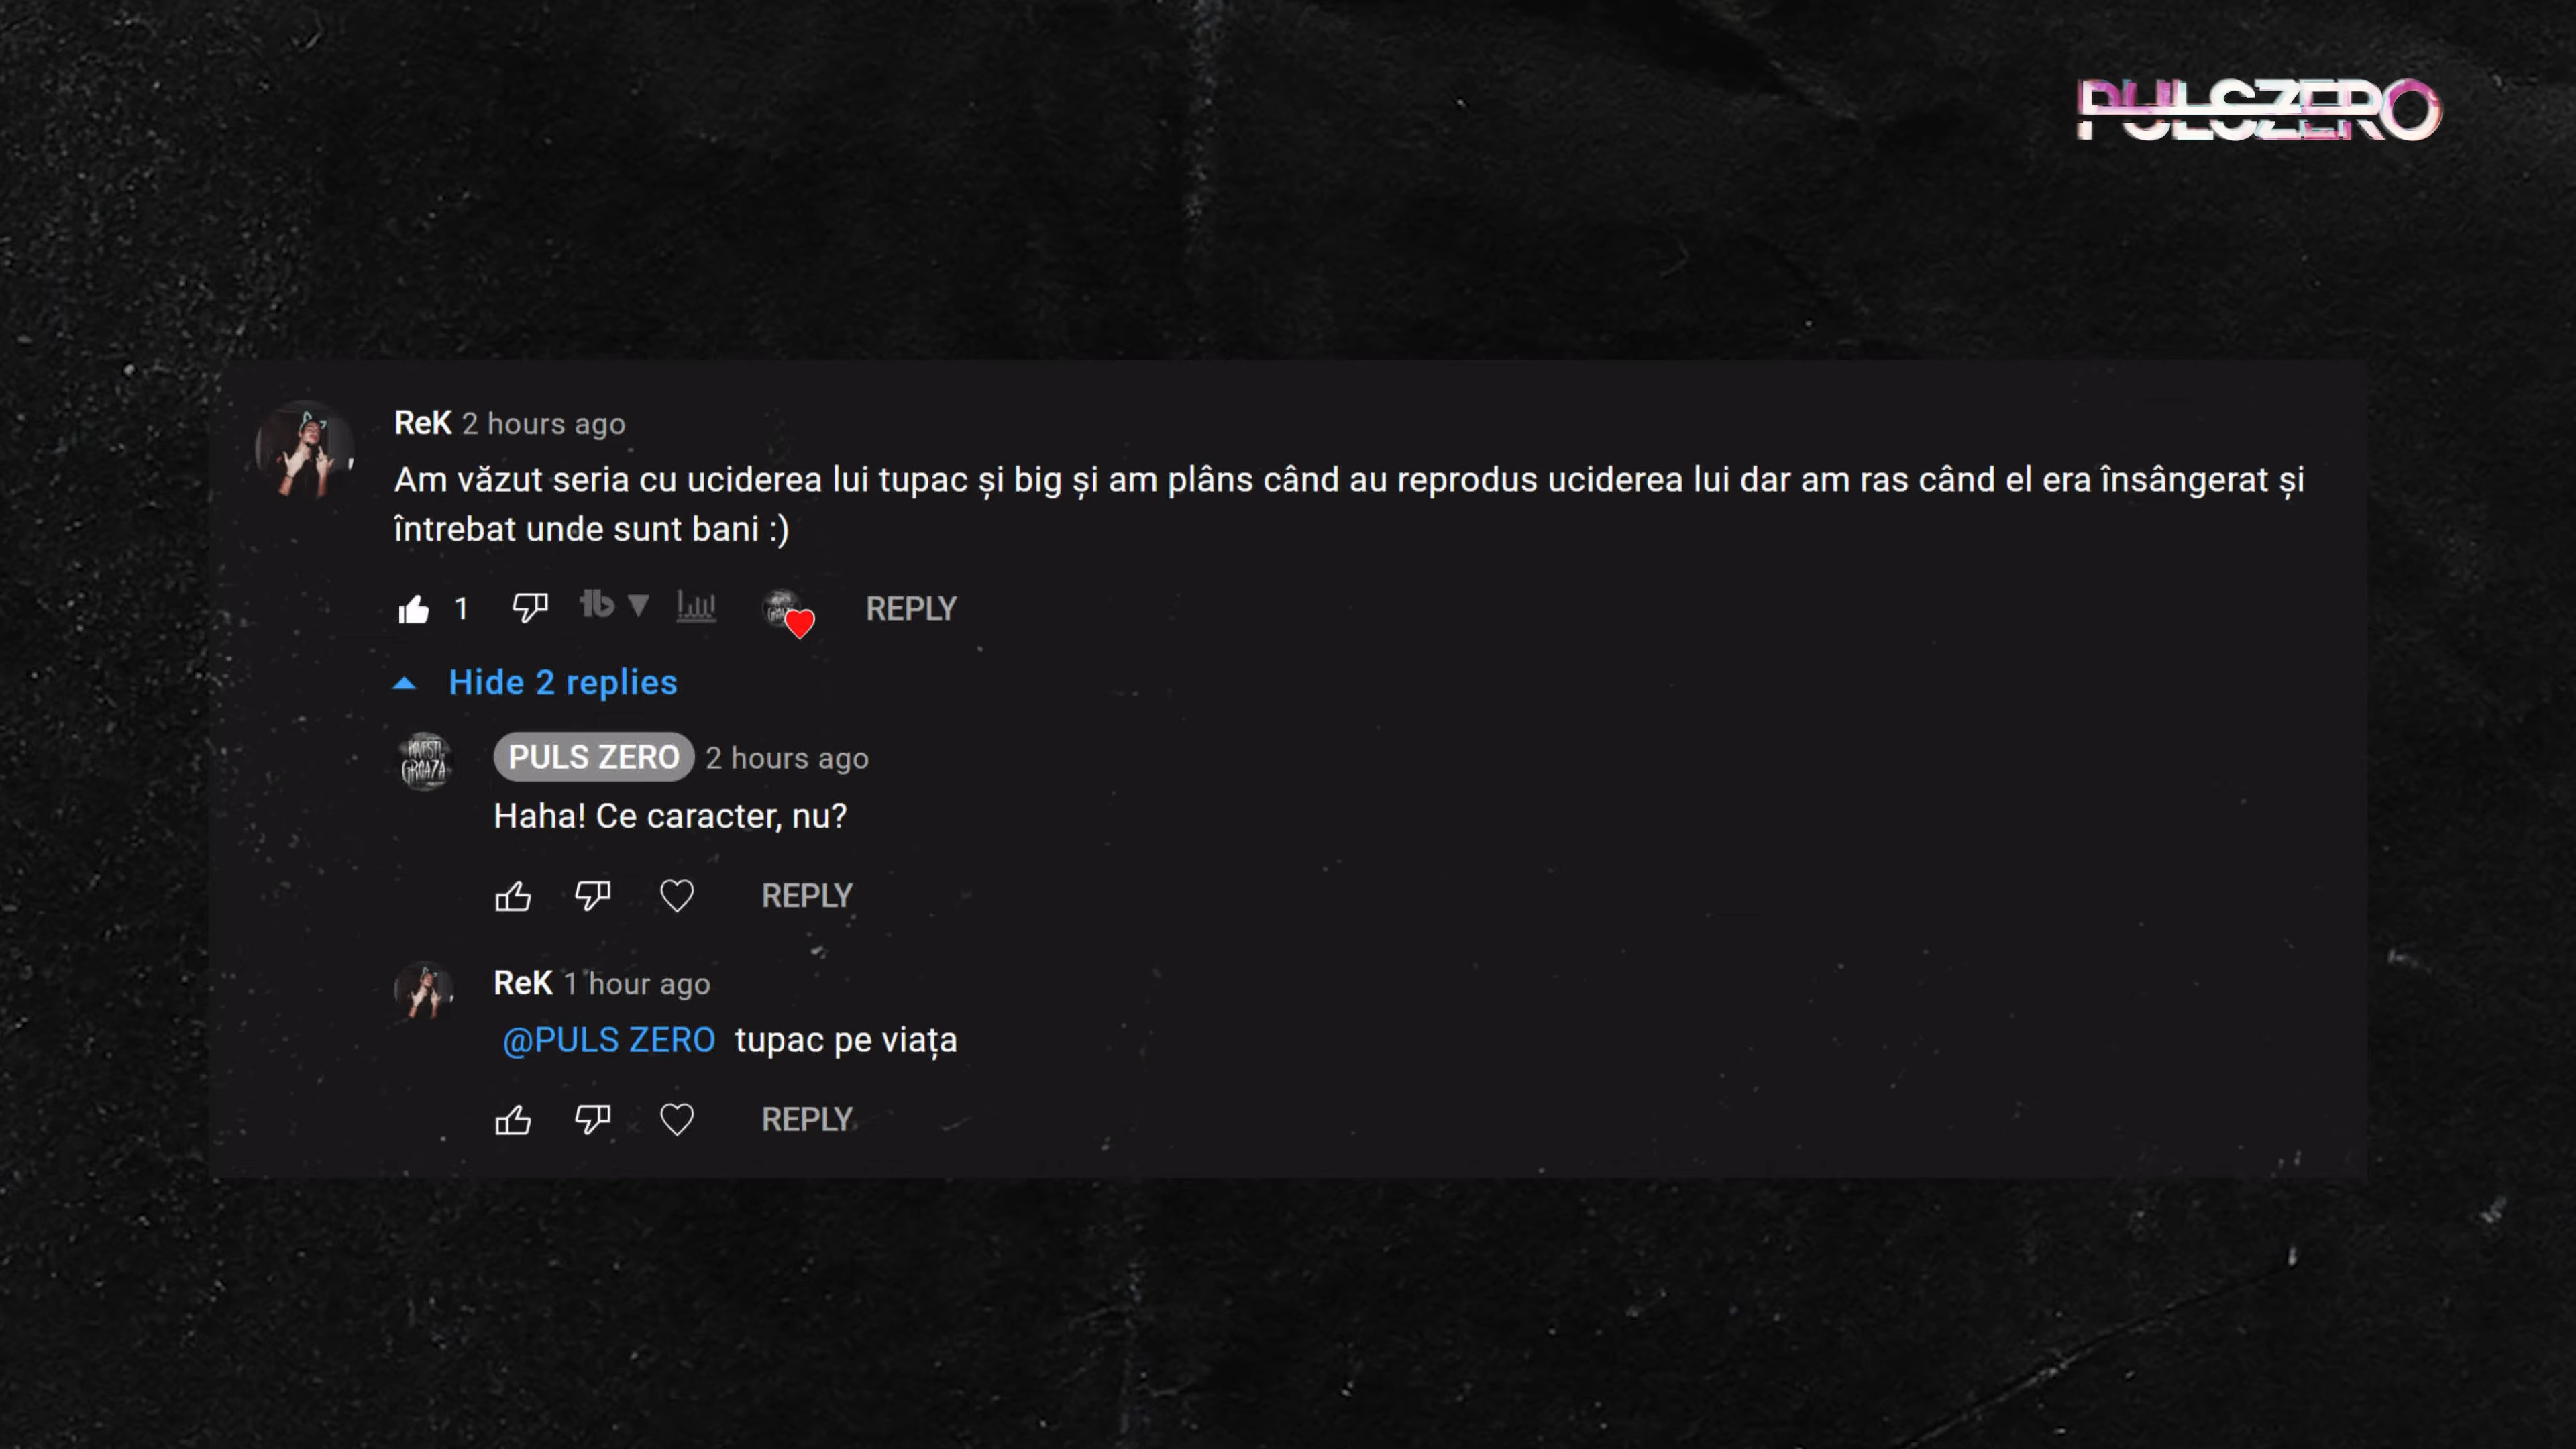 PULSZERO
ReK 2 hours ago
Am văzut seria cu uciderea lui tupac și big și am plâns când au reprodus uciderea lui dar am ras când el era însângerat și
întrebat unde sunt bani :)
1 REPLY
Hide 2 replies
POVESTI
GROAZA
PULS ZERO 2 hours ago
Haha! Ce caracter, nu?
REPLY
ReK 1 hour ago
@PULS ZERO tupac pe viața
REPLY